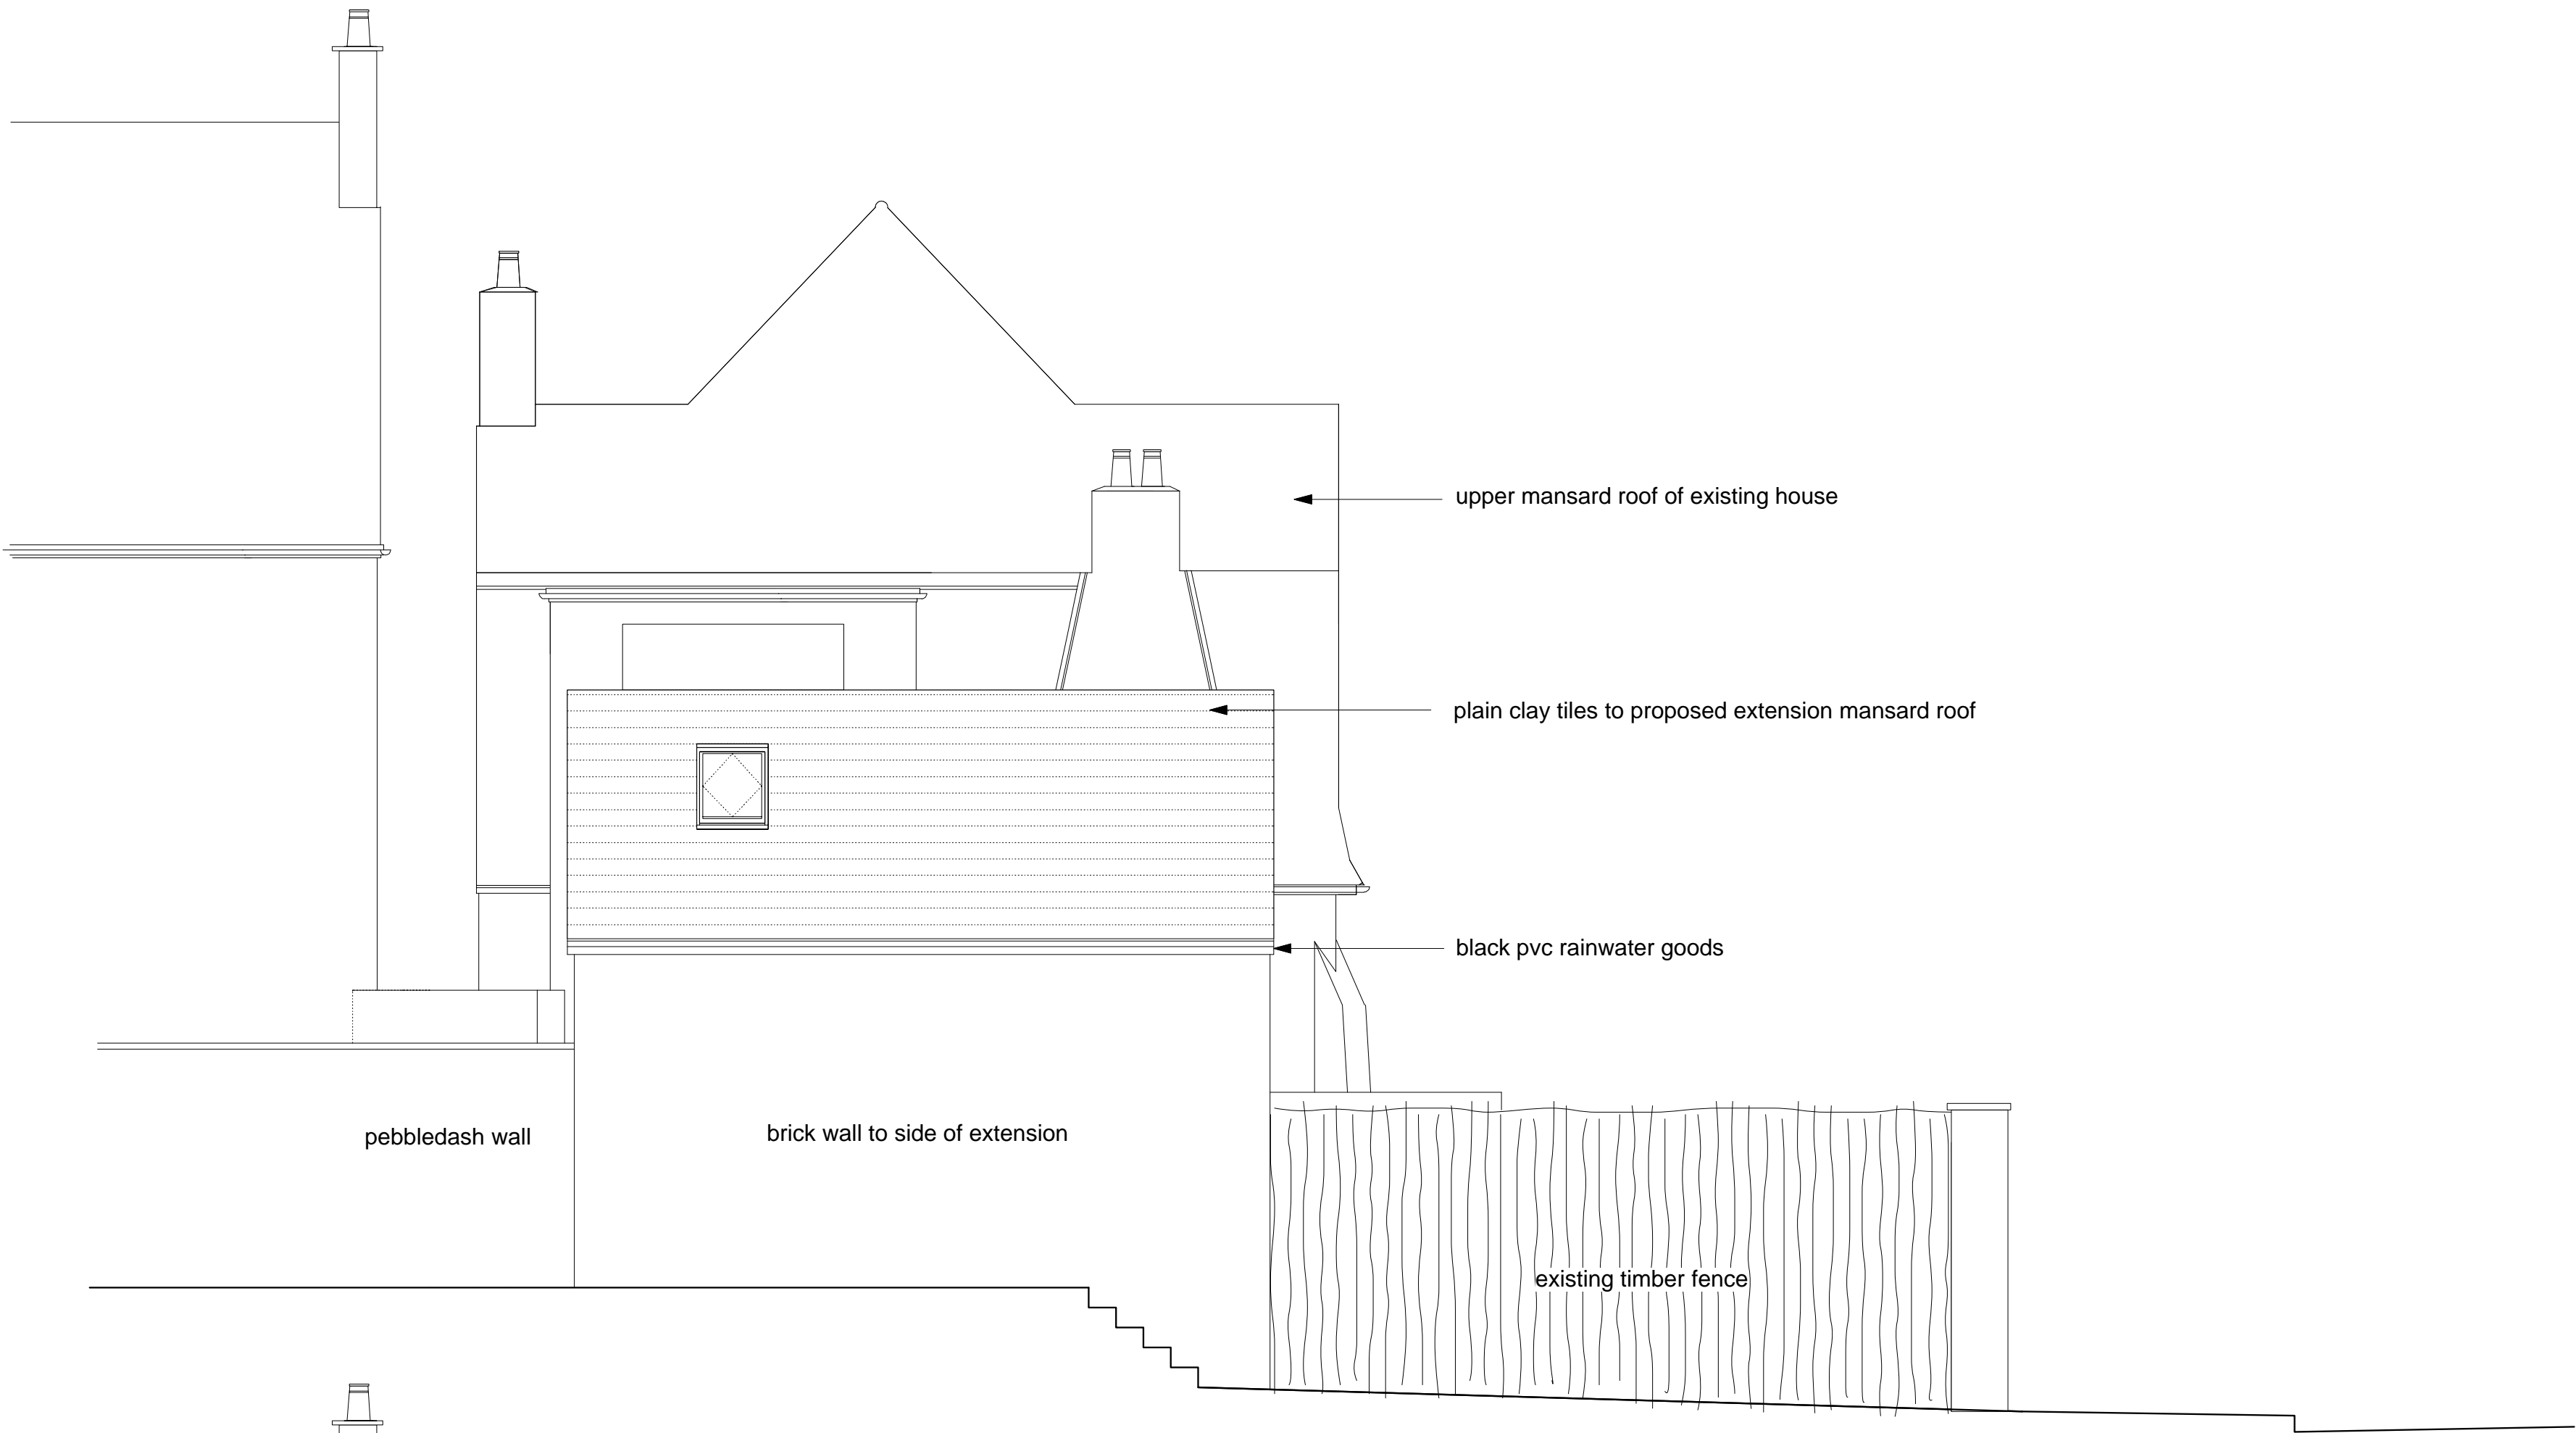 upper mansard roof of existing house
plain clay tiles to proposed extension mansard roof
black pvc rainwater goods
pebbledash wall
brick wall to side of extension
existing timber fence